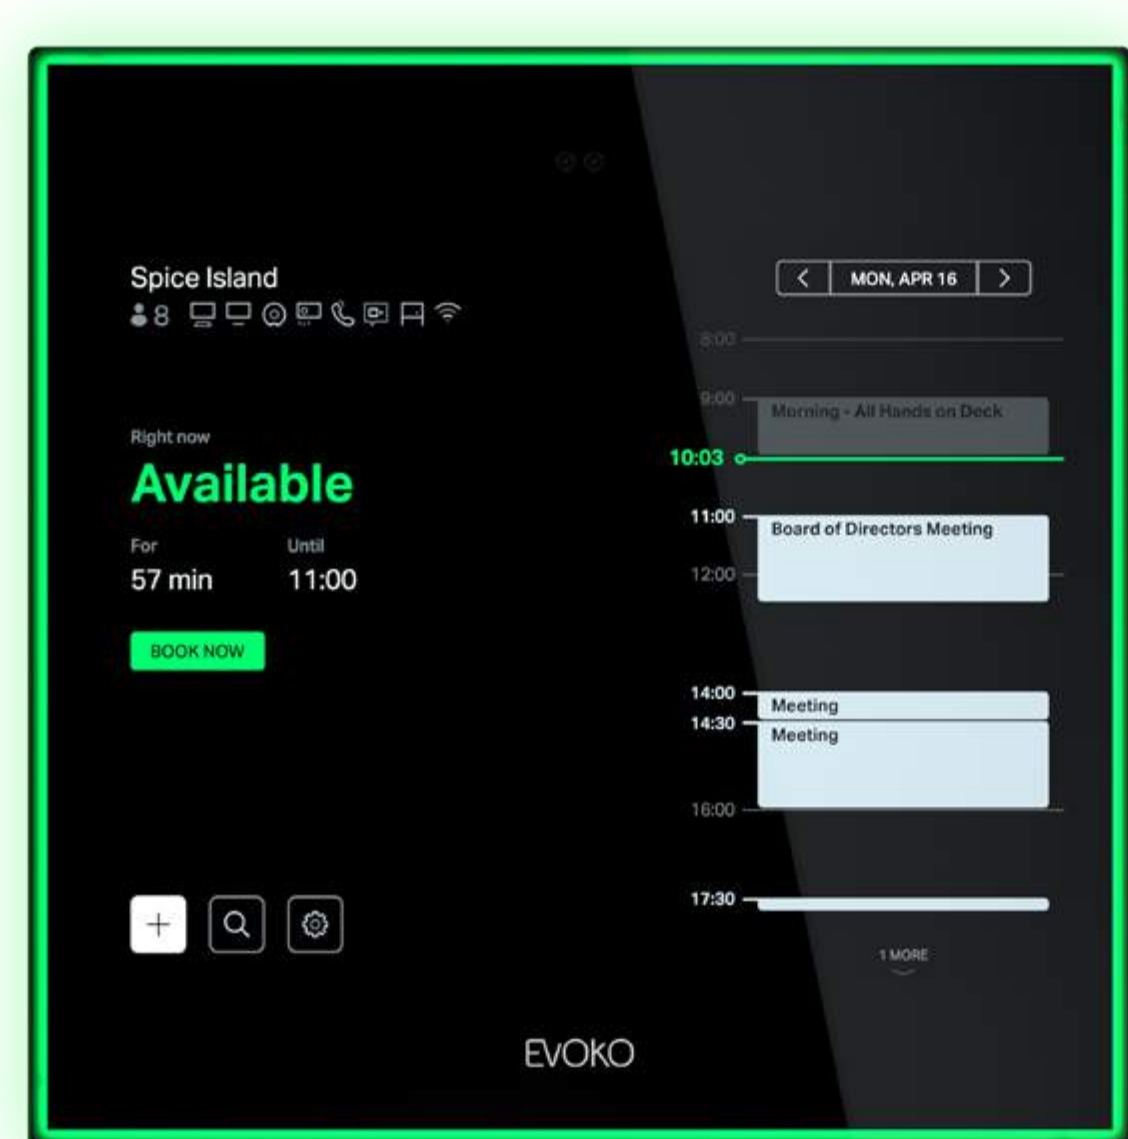 Spice Island
8
Right now
Available
For Until
57 min 11:00
BOOK NOW
MON, APR 16
8:00
9:00 Morning - All Hands on Deck
10:03
11:00 Board of Directors Meeting
12:00
14:00 Meeting
14:30 Meeting
16:00
17:30
1 MORE
EVOKO